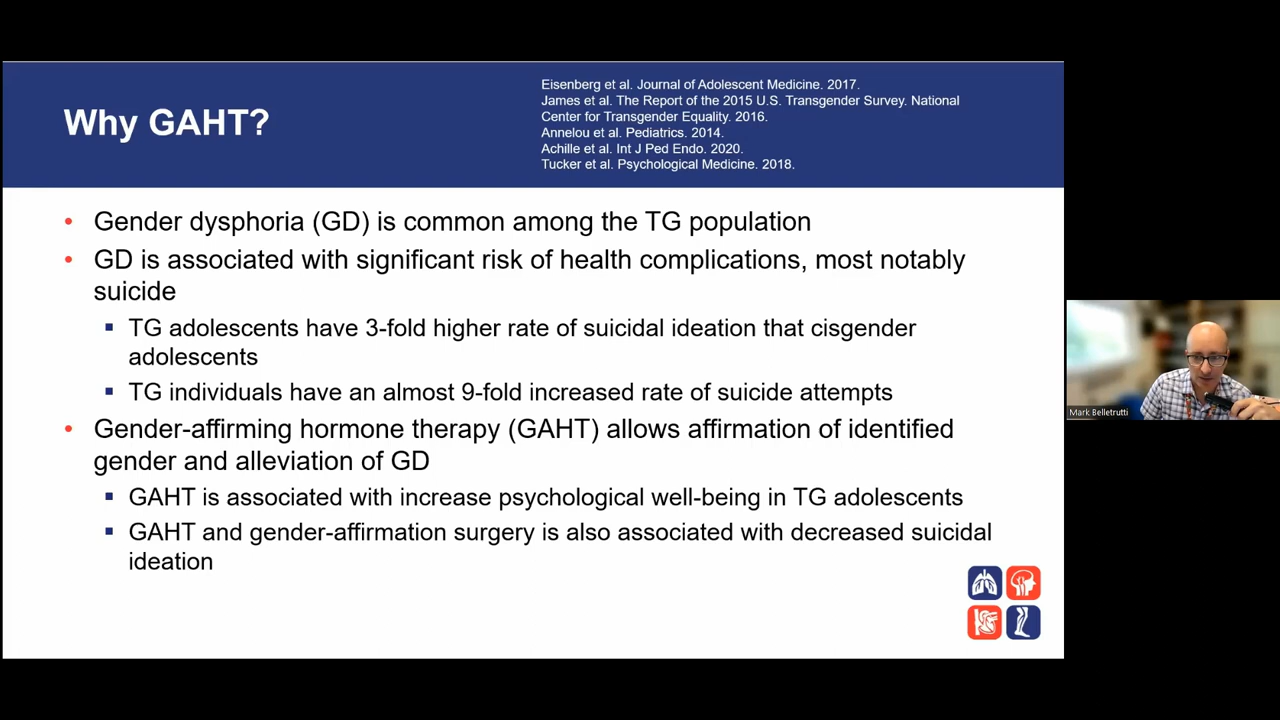 Why GAHT?
Eisenberg et al. Journal of Adolescent Medicine. 2017.
James et al. The Report of the 2015 U.S. Transgender Survey. National
Center for Transgender Equality. 2016.
Annelou et al. Pediatrics. 2014.
Achille et al. Int J Ped Endo. 2020.
Tucker et al. Psychological Medicine. 2018.
• Gender dysphoria (GD) is common among the TG population
• GD is associated with significant risk of health complications, most notably
suicide
▪ TG adolescents have 3-fold higher rate of suicidal ideation that cisgender
adolescents
▪ TG individuals have an almost 9-fold increased rate of suicide attempts
• Gender-affirming hormone therapy (GAHT) allows affirmation of identified
gender and alleviation of GD
▪ GAHT is associated with increase psychological well-being in TG adolescents
▪ GAHT and gender-affirmation surgery is also associated with decreased suicidal
ideation
Mark Belletrutti